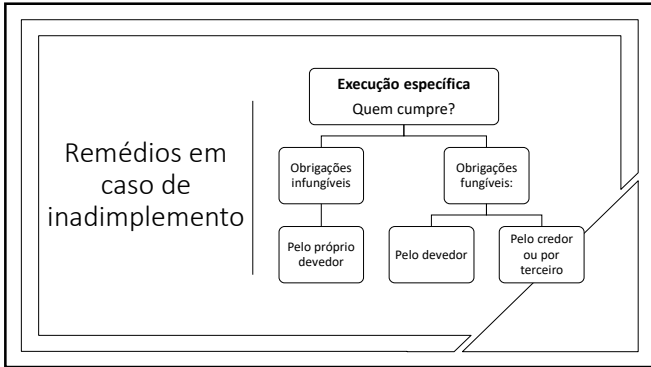 Remédios em
caso de
inadimplemento
Execução específica
Quem cumpre?
Obrigações
infungíveis
Obrigações
fungíveis:
Pelo próprio
devedor
Pelo devedor
Pelo credor
ou por
terceiro